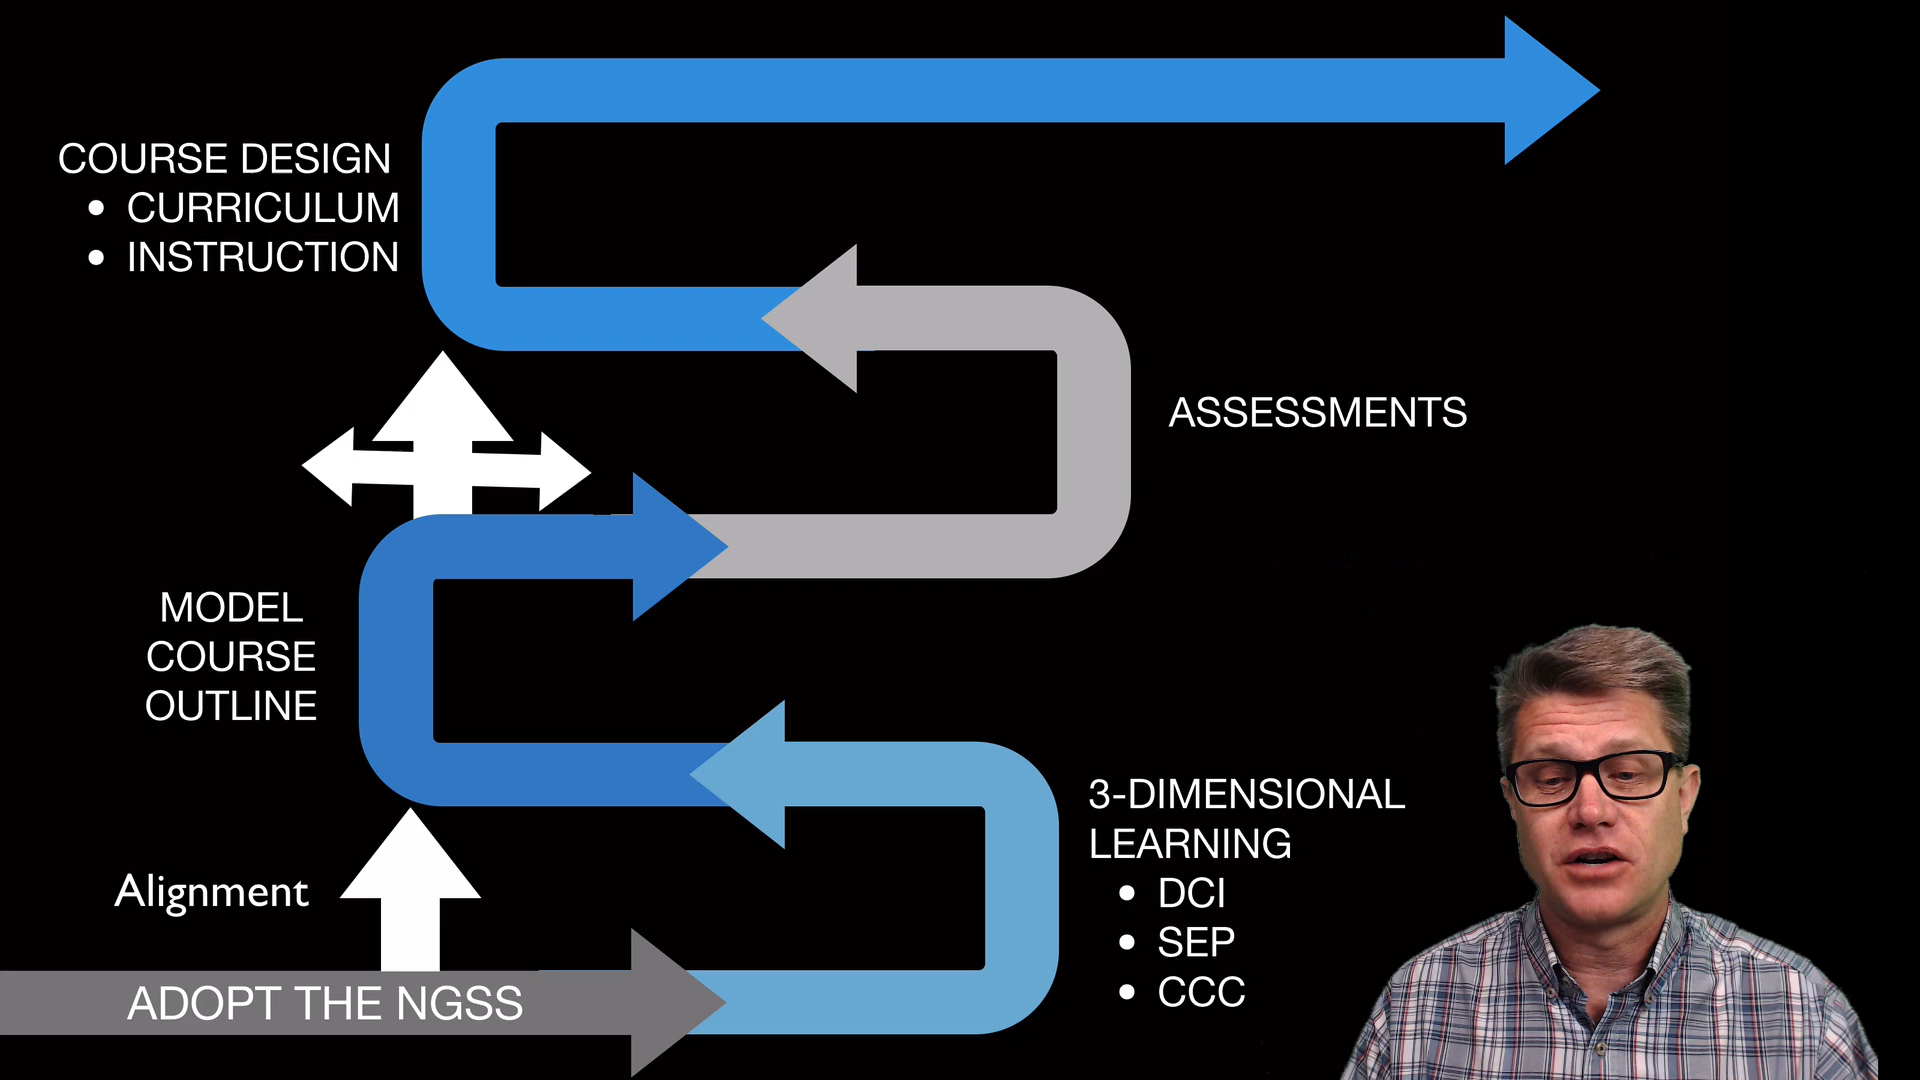 COURSE DESIGN
• CURRICULUM
• INSTRUCTION
ASSESSMENTS
MODEL
COURSE
OUTLINE
3-DIMENSIONAL
LEARNING
• DCI
• SEP
• CCC
Alignment
ADOPT THE NGSS